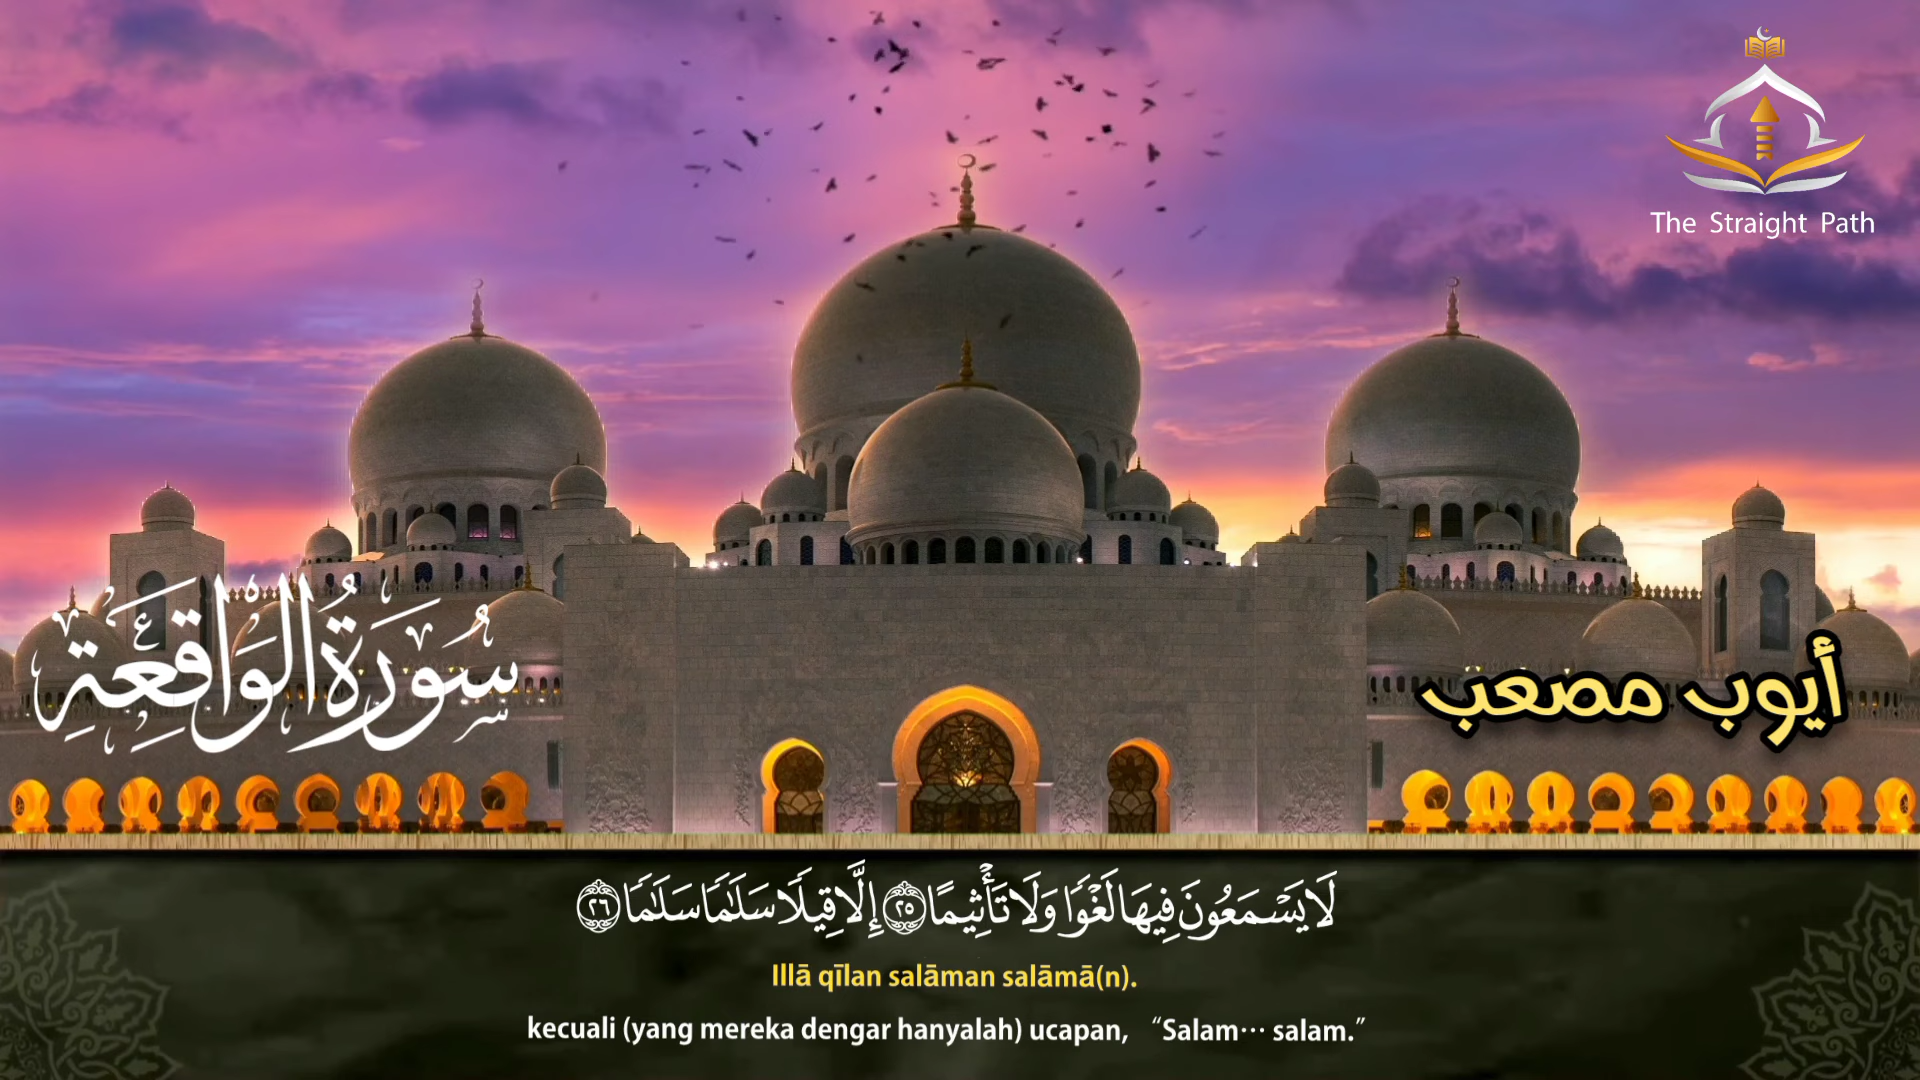 The Straight Path
سُورَةُ الوَاقِعَةِ
أيوب مصعب
لَا يَسْمَعُونَ فِيهَا لَغْوًا وَلَا تَأْثِيمًا ٢٥ إِلَّا قِيلًا سَلَٰمًا سَلَٰمًا ٢٦
Illā qīlan salāman salāmā(n).
kecuali (yang mereka dengar hanyalah) ucapan, “Salam… salam.”